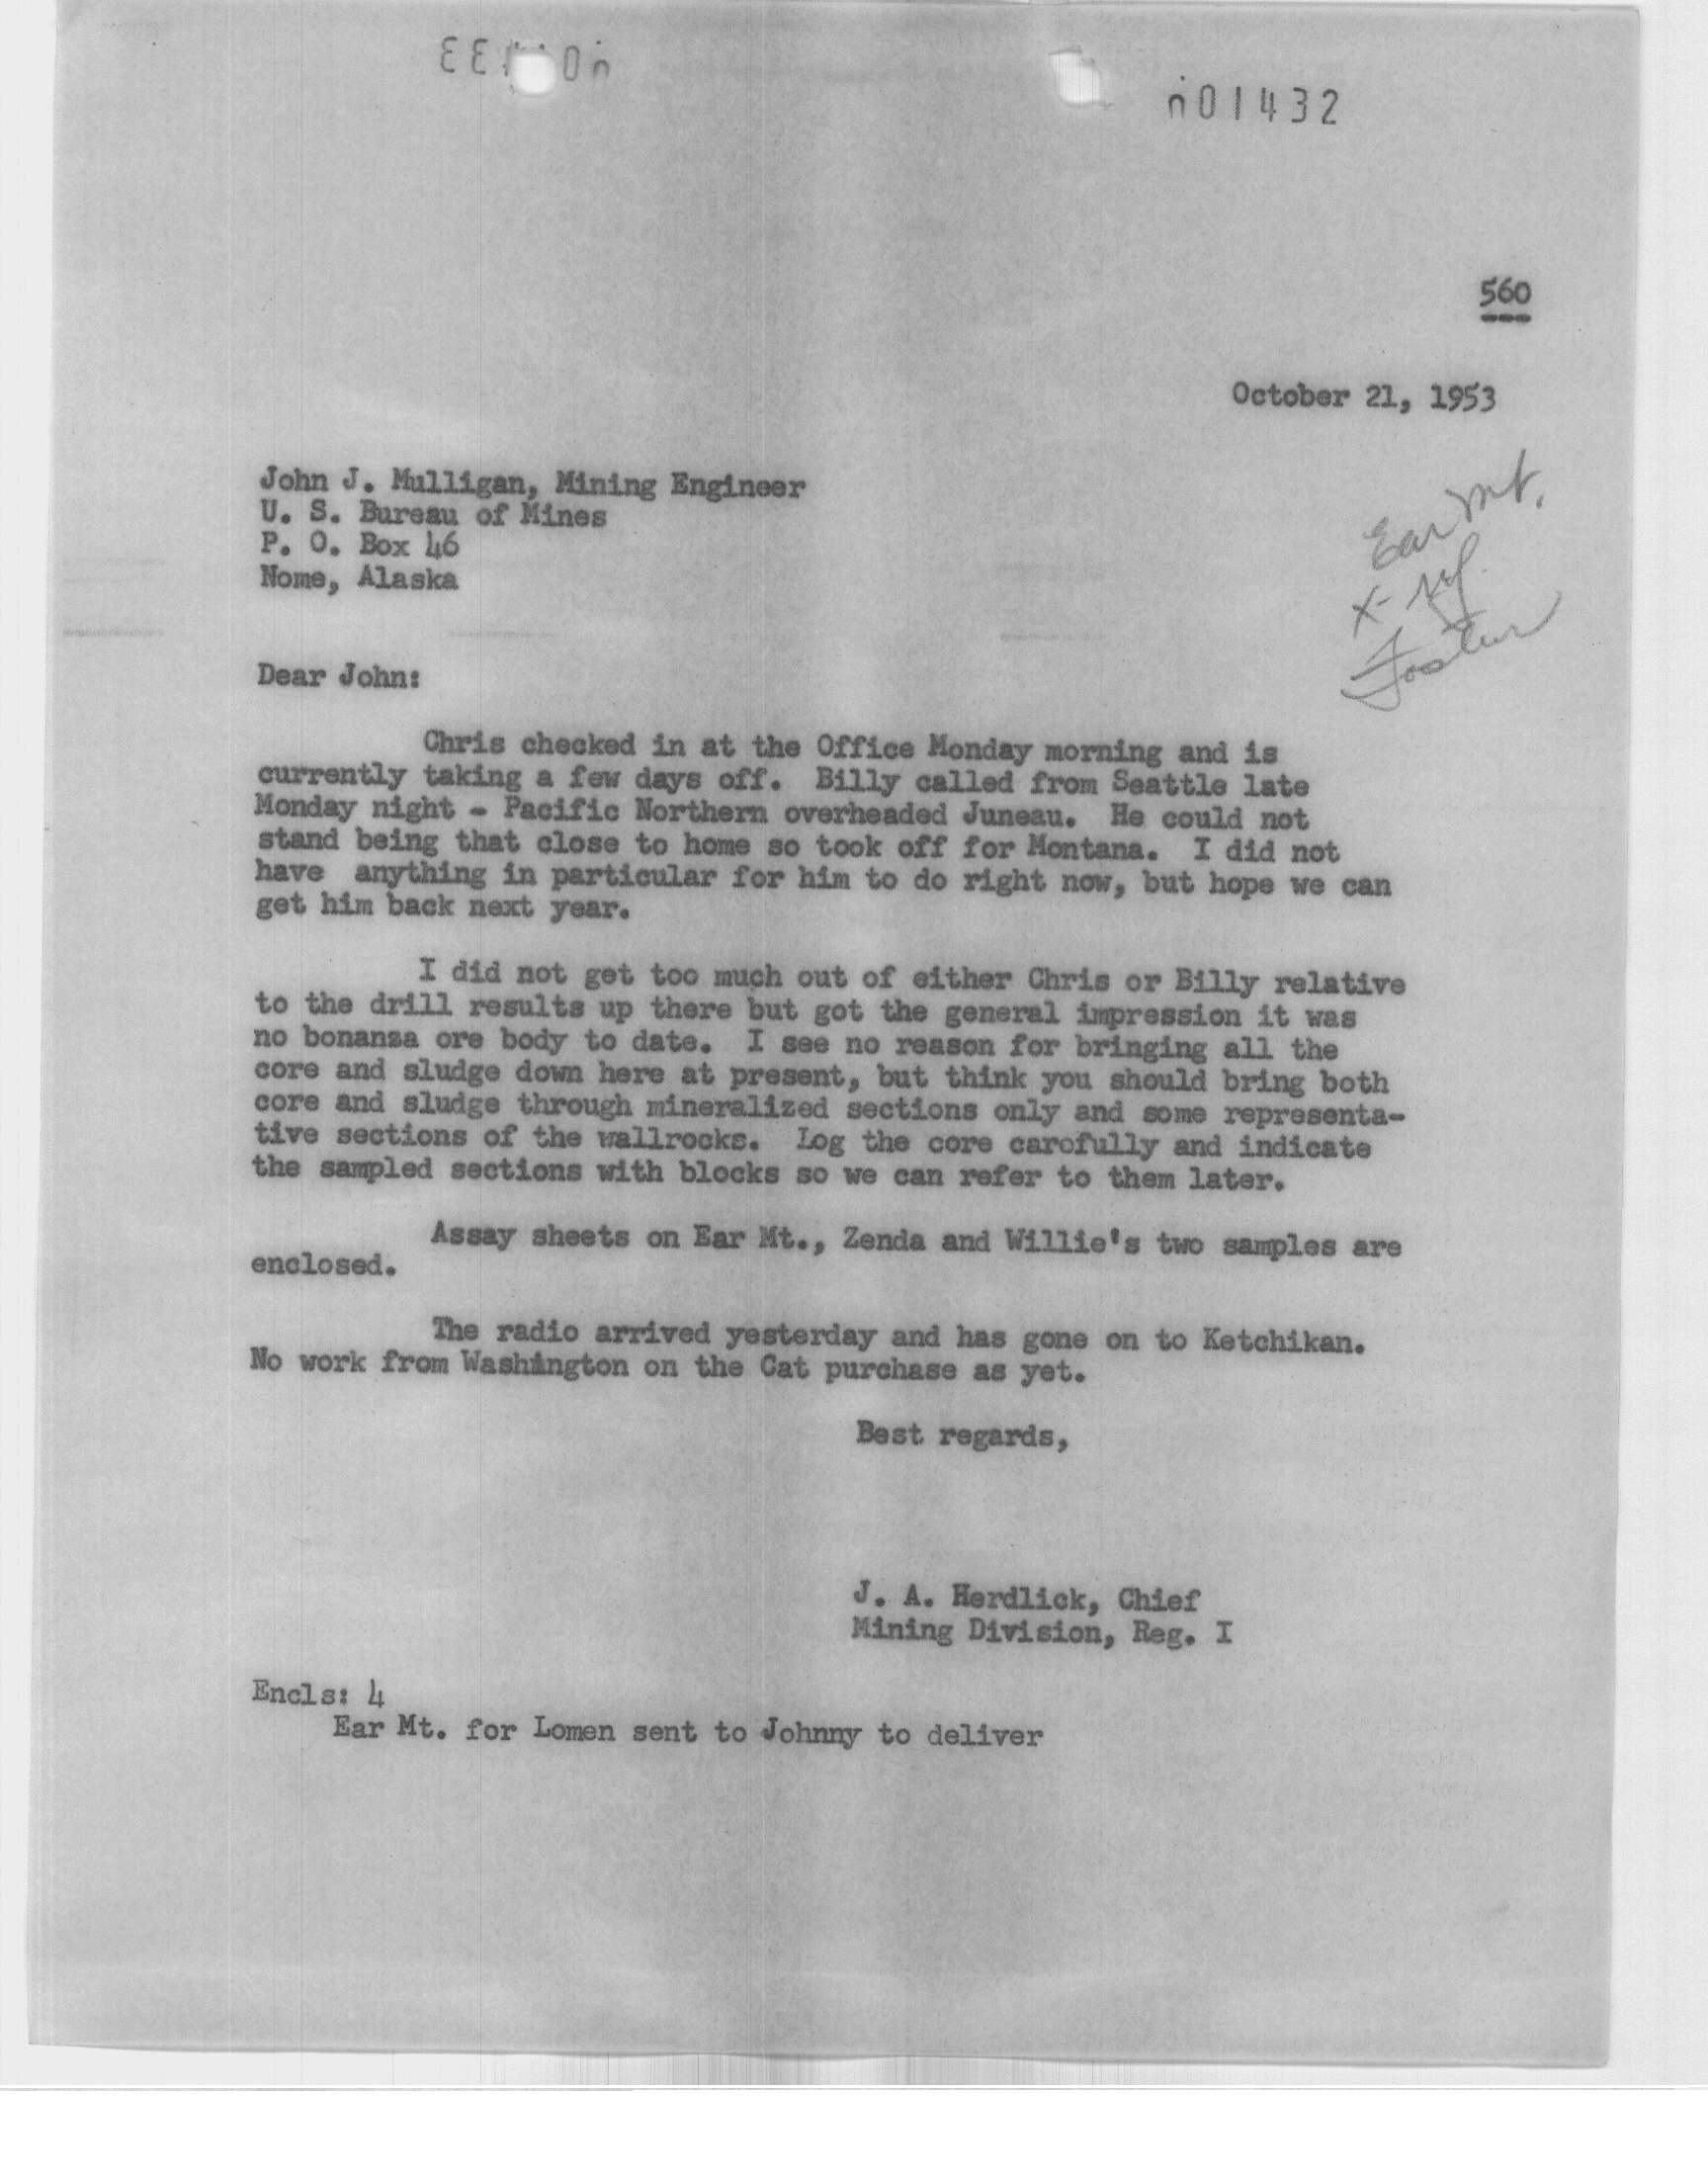 001432
560
October 21, 1953
John J. Mulligan, Mining Engineer
U. S. Bureau of Mines
P. O. Box 46
Nome, Alaska
Ear Mt.
X-
Foster
Dear John:
Chris checked in at the Office Monday morning and is
currently taking a few days off. Billy called from Seattle late
Monday night - Pacific Northern overheaded Juneau. He could not
stand being that close to home so took off for Montana. I did not
have anything in particular for him to do right now, but hope we can
get him back next year.
I did not get too much out of either Chris or Billy relative
to the drill results up there but got the general impression it was
no bonanza ore body to date. I see no reason for bringing all the
core and sludge down here at present, but think you should bring both
core and sludge through mineralized sections only and some representa-
tive sections of the wallrocks. Log the core carefully and indicate
the sampled sections with blocks so we can refer to them later.
Assay sheets on Ear Mt., Zenda and Willie's two samples are
enclosed.
The radio arrived yesterday and has gone on to Ketchikan.
No work from Washington on the Cat purchase as yet.
Best regards,
J. A. Herdlick, Chief
Mining Division, Reg. I
Encls: 4
Ear Mt. for Lomen sent to Johnny to deliver